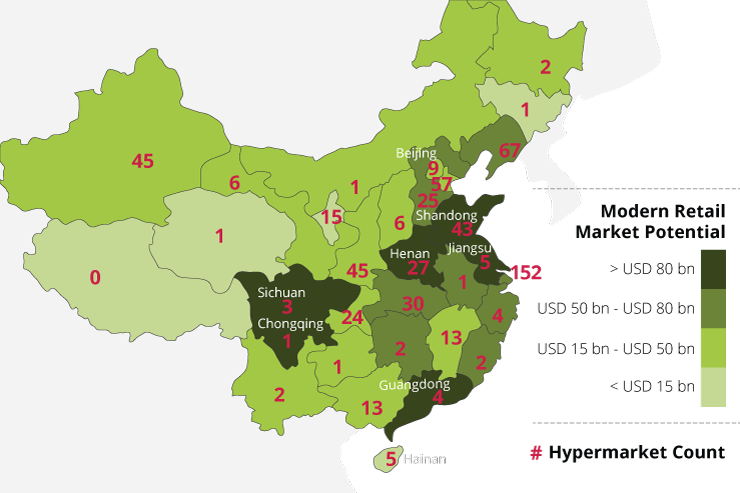 2
1
45
Beijing
67
9
6
1
57
25
15
Shandong
6
43
1
Henan
Jiangsu
0
45
27
5
152
1
Sichuan
3
30
24
4
Chongqing
1
13
2
1
2
Guangdong
2
4
13
5 Hainan
Modern Retail
Market Potential
> USD 80 bn
USD 50 bn - USD 80 bn
USD 15 bn - USD 50 bn
< USD 15 bn
# Hypermarket Count